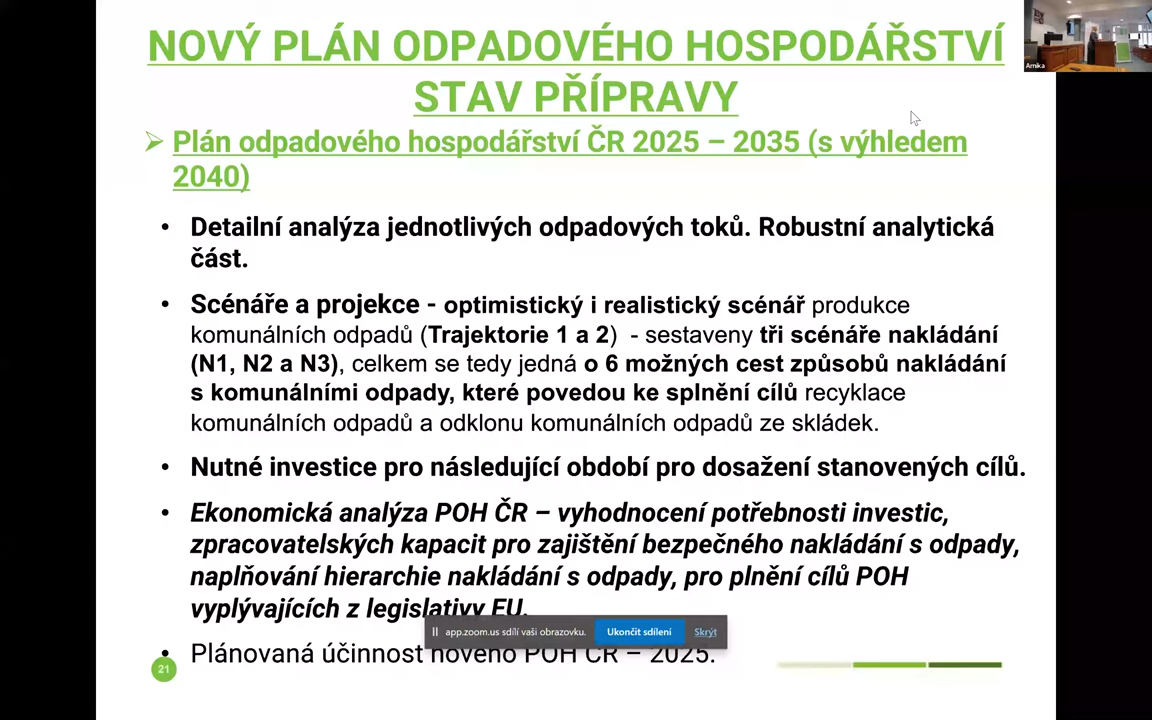 NOVÝ PLÁN ODPADOVÉHO HOSPODÁŘSTVÍ
STAV PŘÍPRAVY
Arnika
Plán odpadového hospodářství ČR 2025 – 2035 (s výhledem
2040)
• Detailní analýza jednotlivých odpadových toků. Robustní analytická
část.
• Scénáře a projekce - optimistický i realistický scénář produkce
komunálních odpadů (Trajektorie 1 a 2) - sestaveny tři scénáře nakládání
(N1, N2 a N3), celkem se tedy jedná o 6 možných cest způsobů nakládání
s komunálními odpady, které povedou ke splnění cílů recyklace
komunálních odpadů a odklonu komunálních odpadů ze skládek.
• Nutné investice pro následující období pro dosažení stanovených cílů.
• Ekonomická analýza POH ČR – vyhodnocení potřebnosti investic,
zpracovatelských kapacit pro zajištění bezpečného nakládání s odpady,
naplňování hierarchie nakládání s odpady, pro plnění cílů POH
vyplývajících z legislativy EU.
app.zoom.us sdílí vaši obrazovku. Ukončit sdílení Skrýt
• Plánovaná účinnost nového POH ČR – 2025.
21